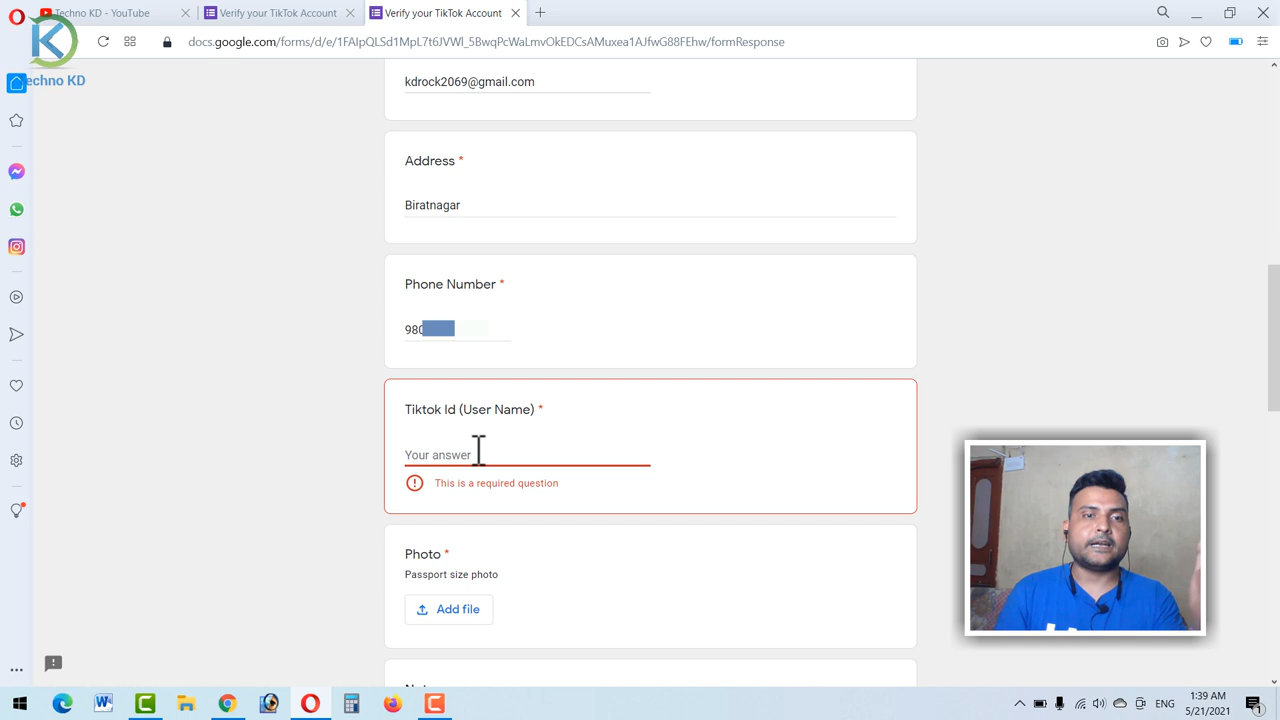 Techno KD - YouTube
Verify your TikTok Account
Verify your TikTok Account
docs.google.com/forms/d/e/1FAIpQLSd1MpL7t6JVWl_5BwqPcWaLmvOkEDCsAMuxea1AJfwG88FEhw/formResponse
K
echno KD
kdrock2069@gmail.com
Address *
Biratnagar
Phone Number *
980
Tiktok Id (User Name) *
Your answer
This is a required question
Photo *
Passport size photo
Add file
ENG
1:39 AM
5/21/2021